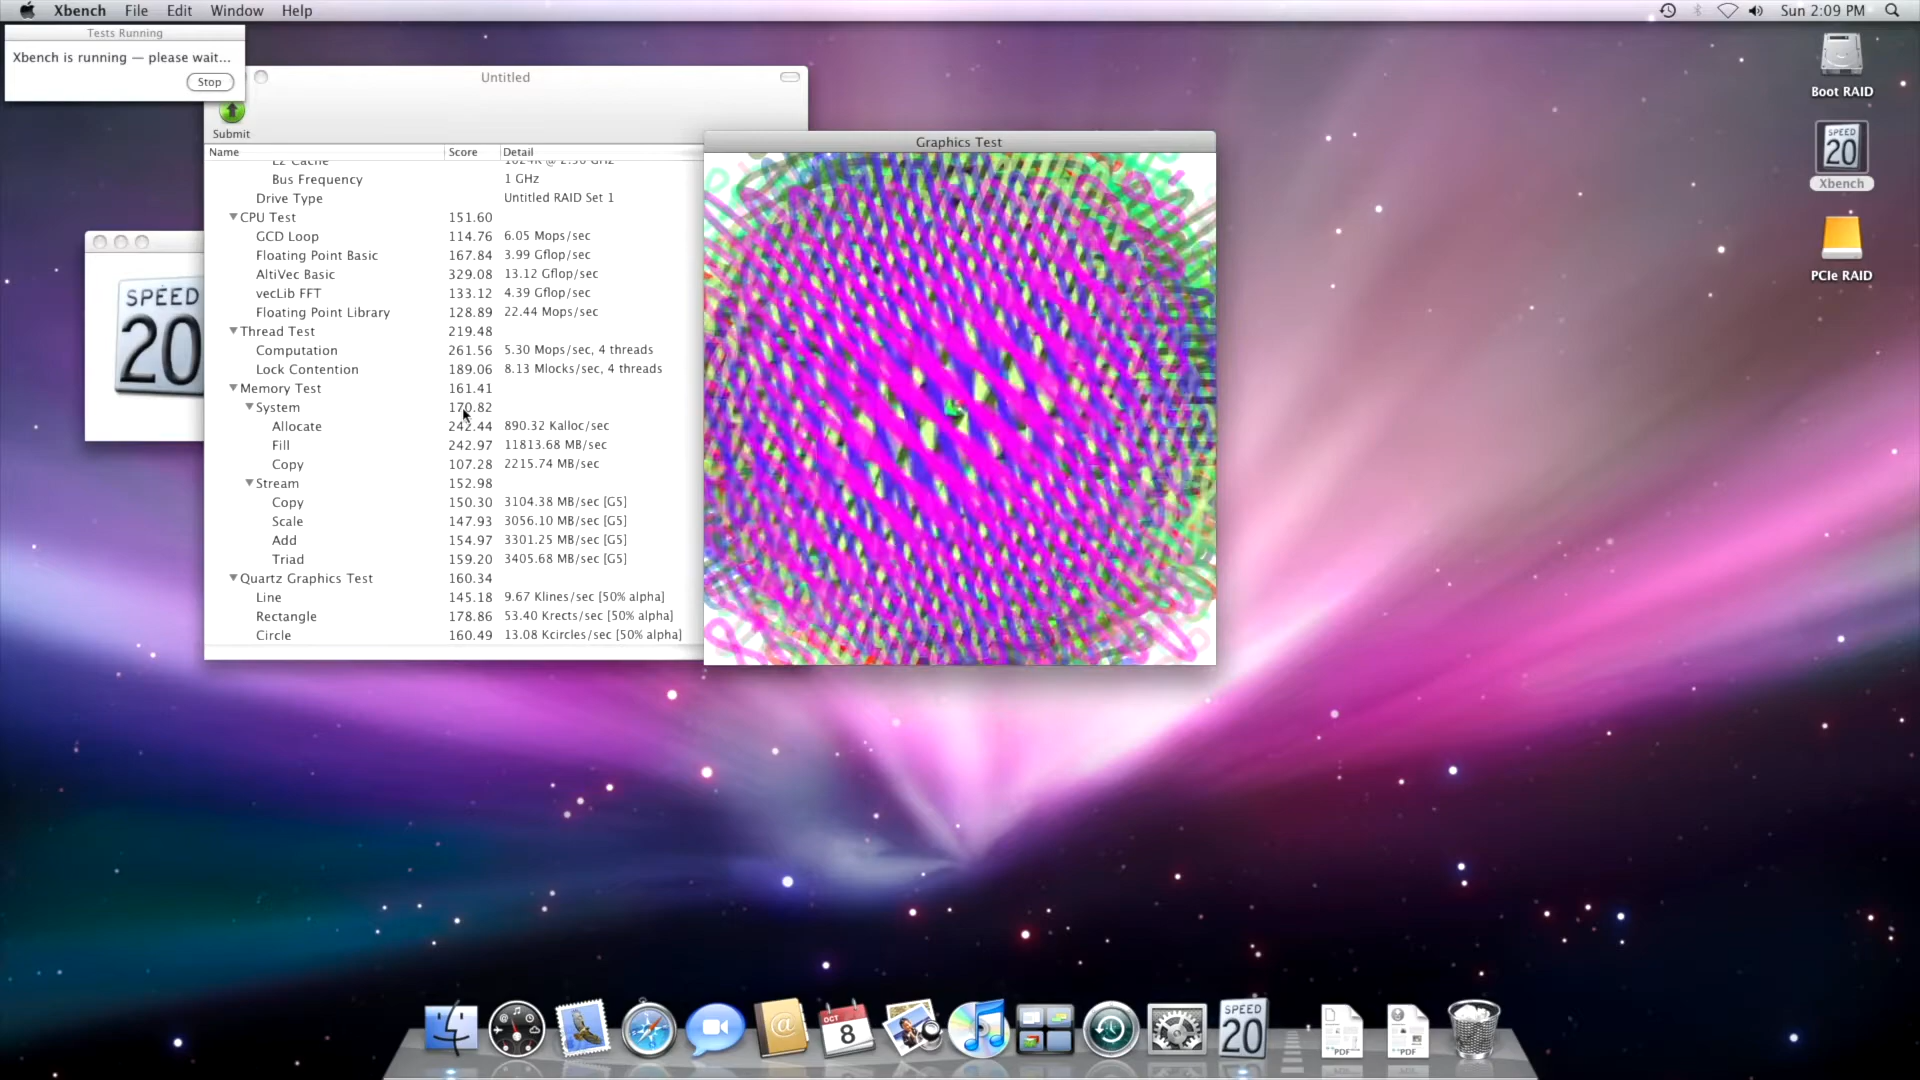 Xbench File Edit Window Help
Sun 2:09 PM
Tests Running
Xbench is running — please wait...
Stop
Untitled
Submit
Name Score Detail
L2 Cache 1024K @ 2.50 GHz
Bus Frequency 1 GHz
Drive Type Untitled RAID Set 1
CPU Test 151.60
GCD Loop 114.76 6.05 Mops/sec
Floating Point Basic 167.84 3.99 Gflop/sec
AltiVec Basic 329.08 13.12 Gflop/sec
vecLib FFT 133.12 4.39 Gflop/sec
Floating Point Library 128.89 22.44 Mops/sec
Thread Test 219.48
Computation 261.56 5.30 Mops/sec, 4 threads
Lock Contention 189.06 8.13 Mlocks/sec, 4 threads
Memory Test 161.41
System 170.82
Allocate 242.44 890.32 Kalloc/sec
Fill 242.97 11813.68 MB/sec
Copy 107.28 2215.74 MB/sec
Stream 152.98
Copy 150.30 3104.38 MB/sec [G5]
Scale 147.93 3056.10 MB/sec [G5]
Add 154.97 3301.25 MB/sec [G5]
Triad 159.20 3405.68 MB/sec [G5]
Quartz Graphics Test 160.34
Line 145.18 9.67 Klines/sec [50% alpha]
Rectangle 178.86 53.40 Krects/sec [50% alpha]
Circle 160.49 13.08 Kcircles/sec [50% alpha]
SPEED
20
Graphics Test
Boot RAID
SPEED
20
Xbench
PCIe RAID
@
OCT
8
SPEED
20
PDF
PDF